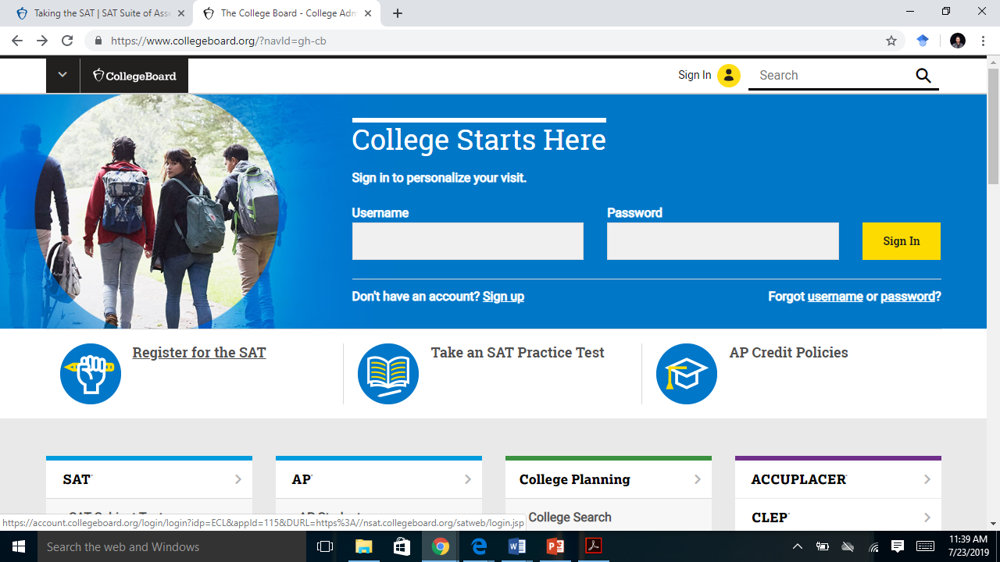 Taking the SAT | SAT Suite of Asse
The College Board - College Adm
https://www.collegeboard.org/?navId=gh-cb
CollegeBoard
Sign In
Search
College Starts Here
Sign in to personalize your visit.
Username
Password
Sign In
Don't have an account? Sign up
Forgot username or password?
Register for the SAT
Take an SAT Practice Test
AP Credit Policies
SAT
AP
College Planning
ACCUPLACER
College Search
CLEP
https://account.collegeboard.org/login/login?idp=ECL&appId=115&DURL=https%3A//nsat.collegeboard.org/satweb/login.jsp
Search the web and Windows
11:39 AM
7/23/2019